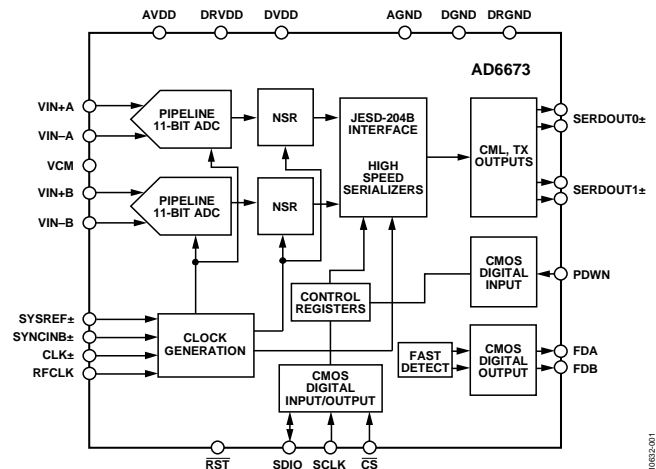 AVDD DRVDD DVDD AGND DGND DRGND
AD6673
VIN+A
VIN–A
VCM
VIN+B
VIN–B
PIPELINE
11-BIT ADC
NSR
PIPELINE
11-BIT ADC
NSR
JESD-204B
INTERFACE
HIGH
SPEED
SERIALIZERS
CML, TX
OUTPUTS
SERDOUT0±
SERDOUT1±
CMOS
DIGITAL
INPUT
PDWN
CONTROL
REGISTERS
SYSREF±
SYNCINB±
CLK±
RFCLK
CLOCK
GENERATION
FAST
DETECT
CMOS
DIGITAL
OUTPUT
FDA
FDB
CMOS
DIGITAL
INPUT/OUTPUT
RST SDIO SCLK CS
10632-001